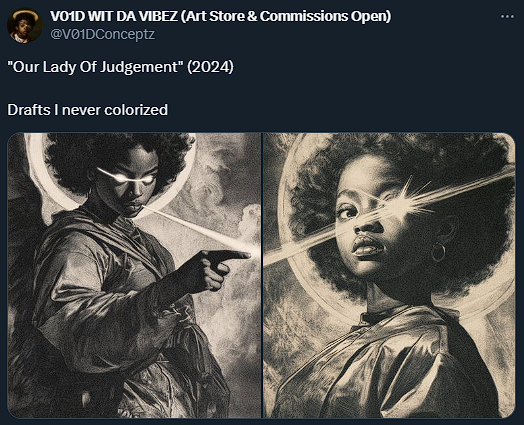 V01D WIT DA VIBEZ (Art Store & Commissions Open)
@V01DConceptz
"Our Lady Of Judgement" (2024)
Drafts I never colorized